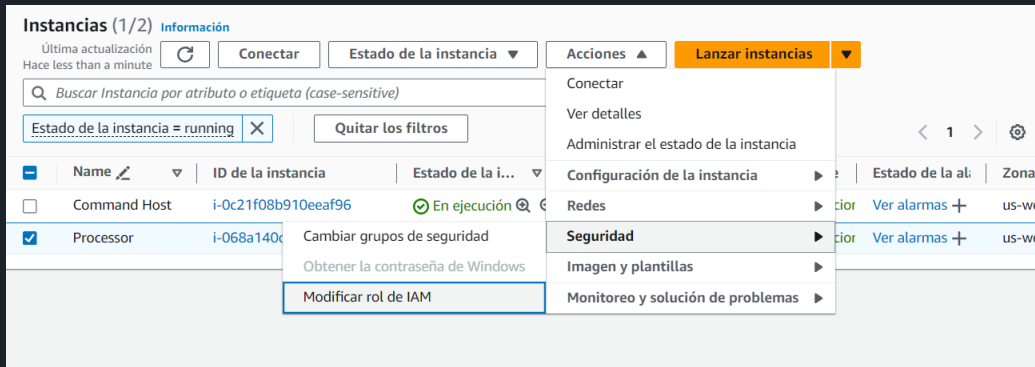 Instancias (1/2) Información
Última actualización
Hace less than a minute
Conectar
Estado de la instancia
Acciones
Lanzar instancias
Buscar Instancia por atributo o etiqueta (case-sensitive)
Estado de la instancia = running
Quitar los filtros
1
Name
ID de la instancia
Estado de la i...
Estado de la al
Zona
Command Host
i-0c21f08b910eeaf96
En ejecución
Ver alarmas
us-we
Processor
i-068a140c
Ver alarmas
us-we
Conectar
Ver detalles
Administrar el estado de la instancia
Configuración de la instancia
Redes
Seguridad
Imagen y plantillas
Monitoreo y solución de problemas
Cambiar grupos de seguridad
Obtener la contraseña de Windows
Modificar rol de IAM